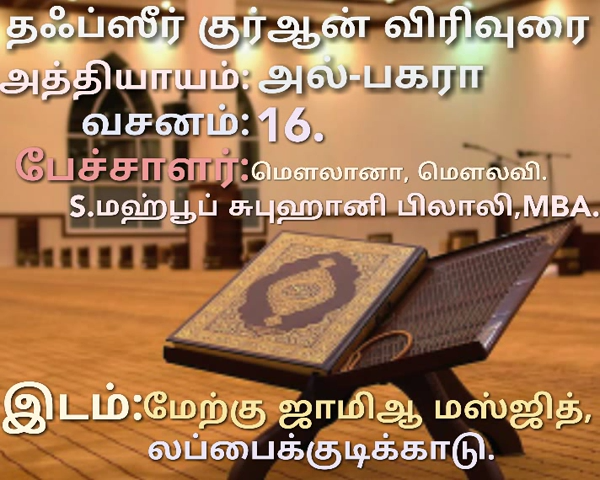 தஃப்ஸீர் குர்ஆன் விரிவுரை
அத்தியாயம்: அல்-பகரா
வசனம்: 16.
பேச்சாளர்:மௌலானா, மௌலவி.
S.மஹ்பூப் சுபுஹானி பிலாலி,MBA.
இடம்:மேற்கு ஜாமிஆ மஸ்ஜித்,
லப்பைக்குடிக்காடு.